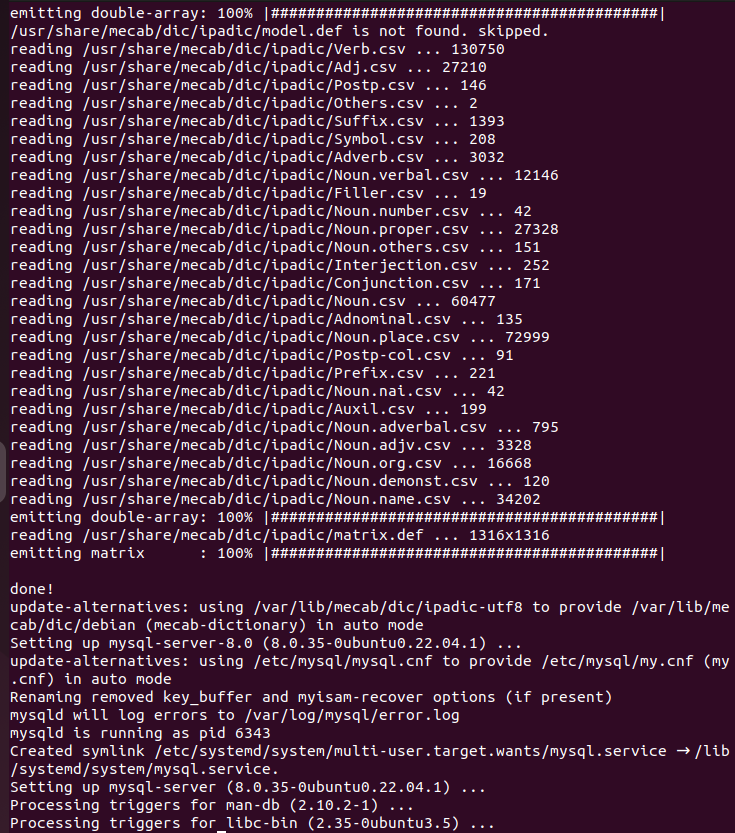 emitting double-array: 100% |###########################################|
/usr/share/mecab/dic/ipadic/model.def is not found. skipped.
reading /usr/share/mecab/dic/ipadic/Verb.csv ... 130750
reading /usr/share/mecab/dic/ipadic/Adj.csv ... 27210
reading /usr/share/mecab/dic/ipadic/Postp.csv ... 146
reading /usr/share/mecab/dic/ipadic/Others.csv ... 2
reading /usr/share/mecab/dic/ipadic/Suffix.csv ... 1393
reading /usr/share/mecab/dic/ipadic/Symbol.csv ... 208
reading /usr/share/mecab/dic/ipadic/Adverb.csv ... 3032
reading /usr/share/mecab/dic/ipadic/Noun.verbal.csv ... 12146
reading /usr/share/mecab/dic/ipadic/Filler.csv ... 19
reading /usr/share/mecab/dic/ipadic/Noun.number.csv ... 42
reading /usr/share/mecab/dic/ipadic/Noun.proper.csv ... 27328
reading /usr/share/mecab/dic/ipadic/Noun.others.csv ... 151
reading /usr/share/mecab/dic/ipadic/Interjection.csv ... 252
reading /usr/share/mecab/dic/ipadic/Conjunction.csv ... 171
reading /usr/share/mecab/dic/ipadic/Noun.csv ... 60477
reading /usr/share/mecab/dic/ipadic/Adnominal.csv ... 135
reading /usr/share/mecab/dic/ipadic/Noun.place.csv ... 72999
reading /usr/share/mecab/dic/ipadic/Postp-col.csv ... 91
reading /usr/share/mecab/dic/ipadic/Prefix.csv ... 221
reading /usr/share/mecab/dic/ipadic/Noun.nai.csv ... 42
reading /usr/share/mecab/dic/ipadic/Auxil.csv ... 199
reading /usr/share/mecab/dic/ipadic/Noun.adverbal.csv ... 795
reading /usr/share/mecab/dic/ipadic/Noun.adjv.csv ... 3328
reading /usr/share/mecab/dic/ipadic/Noun.org.csv ... 16668
reading /usr/share/mecab/dic/ipadic/Noun.demonst.csv ... 120
reading /usr/share/mecab/dic/ipadic/Noun.name.csv ... 34202
emitting double-array: 100% |###########################################|
reading /usr/share/mecab/dic/ipadic/matrix.def ... 1316x1316
emitting matrix      : 100% |###########################################|

done!
update-alternatives: using /var/lib/mecab/dic/ipadic-utf8 to provide /var/lib/me
cab/dic/debian (mecab-dictionary) in auto mode
Setting up mysql-server-8.0 (8.0.35-0ubuntu0.22.04.1) ...
update-alternatives: using /etc/mysql/mysql.cnf to provide /etc/mysql/my.cnf (my
.cnf) in auto mode
Renaming removed key_buffer and myisam-recover options (if present)
mysqld will log errors to /var/log/mysql/error.log
mysqld is running as pid 6343
Created symlink /etc/systemd/system/multi-user.target.wants/mysql.service → /lib
/systemd/system/mysql.service.
Setting up mysql-server (8.0.35-0ubuntu0.22.04.1) ...
Processing triggers for man-db (2.10.2-1) ...
Processing triggers for libc-bin (2.35-0ubuntu3.5) ...